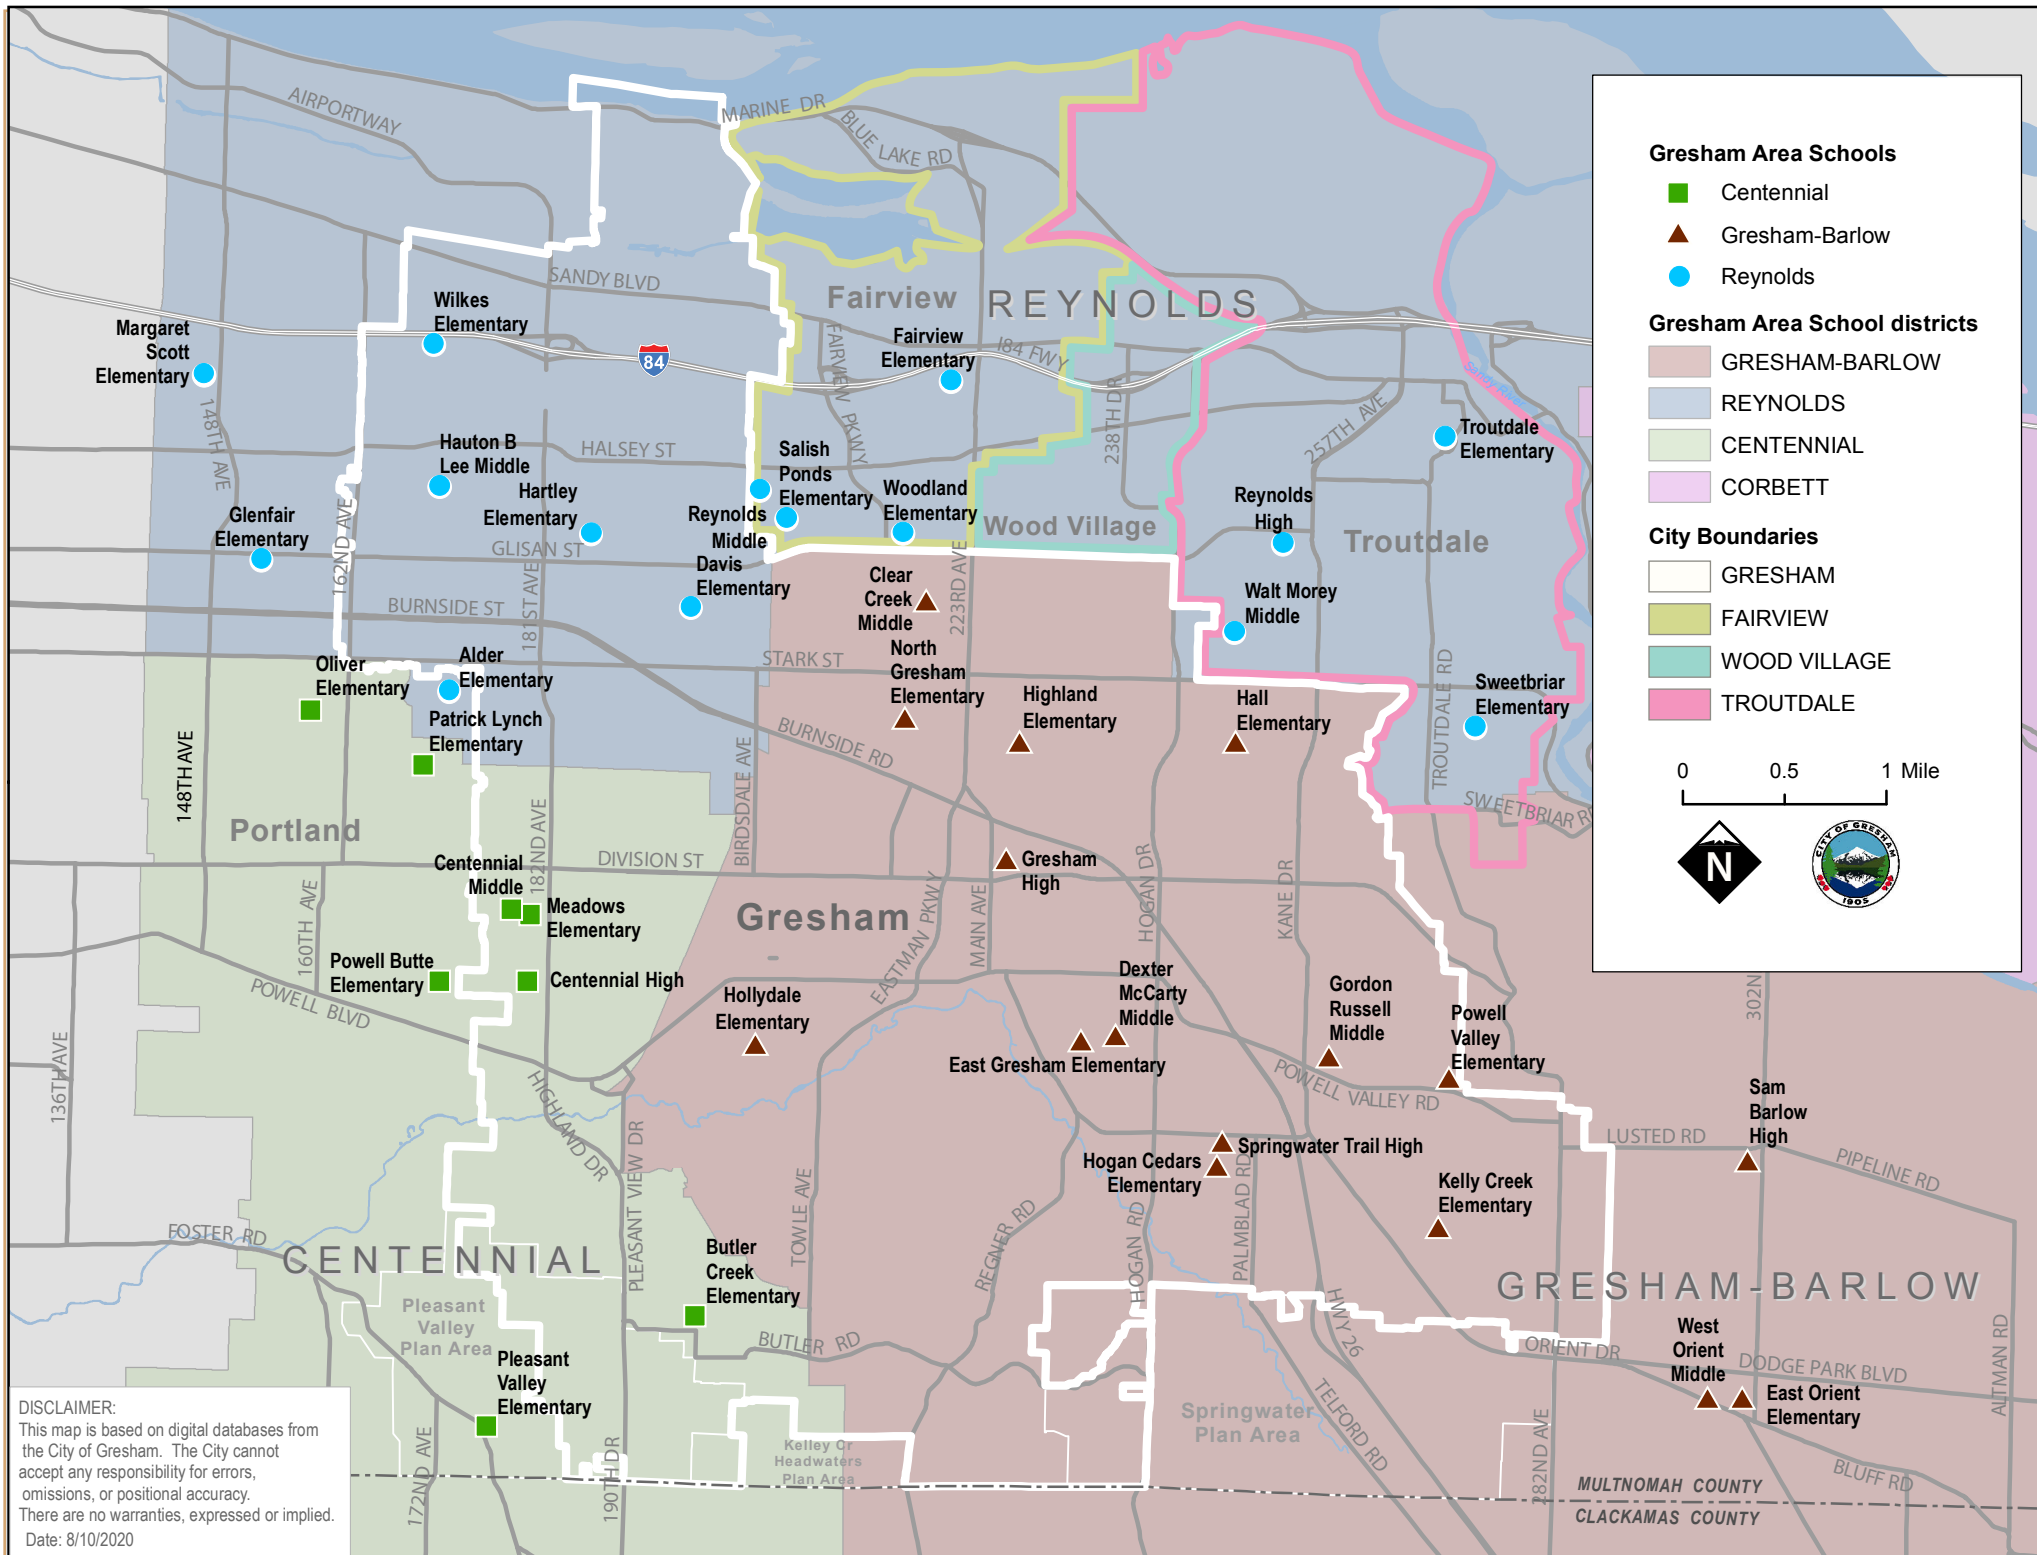 AIRPORTWAY
MARINE DR
BLUE LAKE RD
SANDY BLVD
Fairview
REYNOLDS
Wilkes
Elementary
Margaret
Scott
Elementary
84
Fairview
Elementary
I84 FWY
FAIRVIEW PKWY
238TH DR
257TH AVE
Sandy River
148TH AVE
Hauton B
Lee Middle
HALSEY ST
Hartley
Elementary
Salish
Ponds
Elementary
Reynolds
Middle
Woodland
Elementary
Wood Village
Reynolds
High
Troutdale
Elementary
Troutdale
Glenfair
Elementary
162ND AVE
GLISAN ST
181ST AVE
Davis
Elementary
BURNSIDE ST
Clear
Creek
Middle
223RD AVE
Walt Morey
Middle
STARK ST
North
Gresham
Elementary
Oliver
Elementary
Alder
Elementary
Patrick Lynch
Elementary
Highland
Elementary
Hall
Elementary
Sweetbriar
Elementary
TROUTDALE RD
SWEETBRIAR RD
BURNSIDE RD
BIRDSDALE AVE
148TH AVE
Portland
182ND AVE
DIVISION ST
Centennial
Middle
Meadows
Elementary
Gresham
-
Gresham
High
EASTMAN PKWY
MAIN AVE
HOGAN DR
KANE DR
160TH AVE
Powell Butte
Elementary
Centennial High
POWELL BLVD
136TH AVE
Hollydale
Elementary
Dexter
McCarty
Middle
East Gresham Elementary
Gordon
Russell
Middle
Powell
Valley
Elementary
POWELL VALLEY RD
302N
Sam
Barlow
High
LUSTED RD
PIPELINE RD
HIGHLAND DR
PLEASANT VIEW DR
TOWLE AVE
REGNER RD
HOGAN RD
PALMBLAD RD
Springwater Trail High
Hogan Cedars
Elementary
Kelly Creek
Elementary
FOSTER RD
CENTENNIAL
Butler
Creek
Elementary
BUTLER RD
GRESHAM-BARLOW
Pleasant
Valley
Plan Area
Pleasant
Valley
Elementary
HWY 26
TELFORD RD
ORIENT DR
West
Orient
Middle
East Orient
Elementary
DODGE PARK BLVD
ALTMAN RD
BLUFF RD
282ND AVE
Springwater
Plan Area
Kelley Cr
Headwaters
Plan Area
172ND AVE
190TH DR
MULTNOMAH COUNTY
CLACKAMAS COUNTY
Gresham Area Schools
Centennial
Gresham-Barlow
Reynolds
Gresham Area School districts
GRESHAM-BARLOW
REYNOLDS
CENTENNIAL
CORBETT
City Boundaries
GRESHAM
FAIRVIEW
WOOD VILLAGE
TROUTDALE
0 0.5 1 Mile
N
CITY OF GRESHAM
1905
DISCLAIMER:
This map is based on digital databases from
the City of Gresham. The City cannot
accept any responsibility for errors,
omissions, or positional accuracy.
There are no warranties, expressed or implied.
Date: 8/10/2020